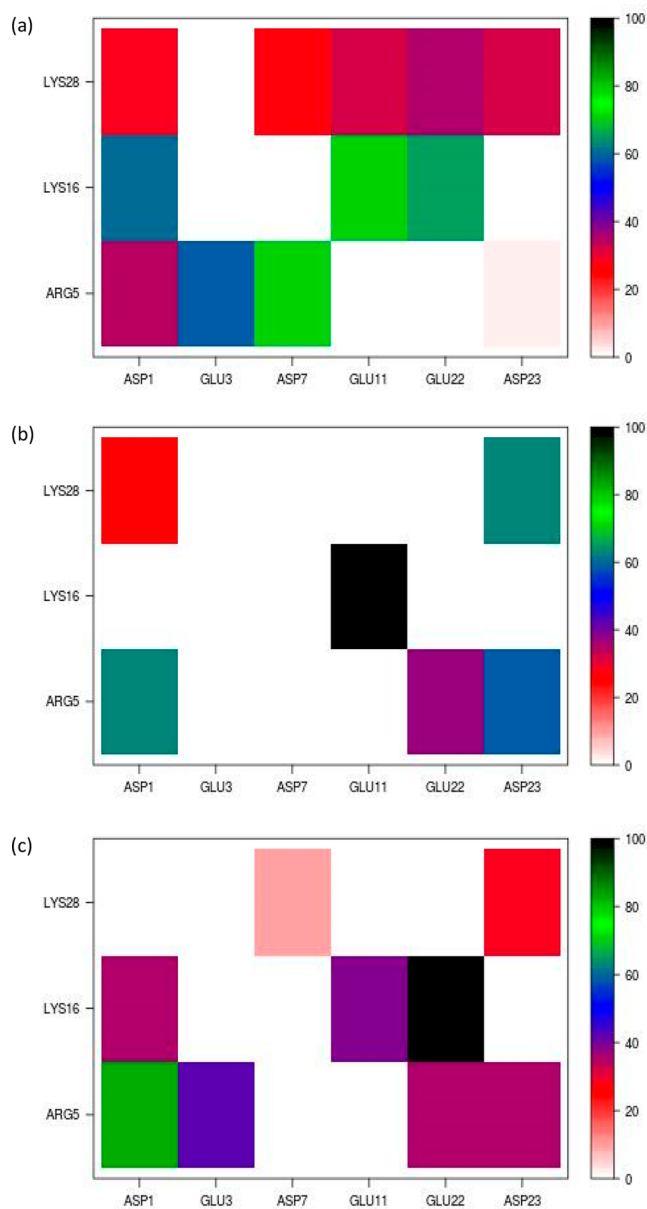 (a)
100
80
60
40
20
0
LYS28
LYS16
ARG5
ASP1 GLU3 ASP7 GLU11 GLU22 ASP23
(b)
100
80
60
40
20
0
LYS28
LYS16
ARG5
ASP1 GLU3 ASP7 GLU11 GLU22 ASP23
(c)
100
80
60
40
20
0
LYS28
LYS16
ARG5
ASP1 GLU3 ASP7 GLU11 GLU22 ASP23